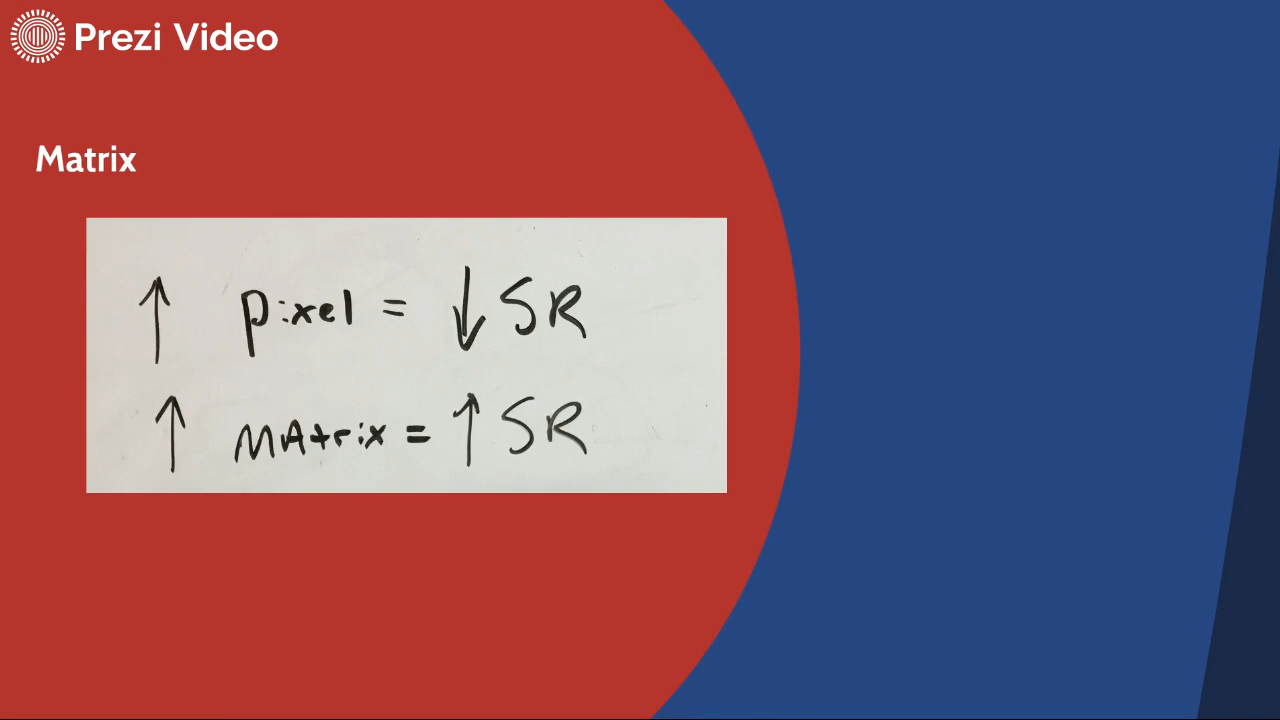 Prezi Video
Matrix
↑ pixel = ↓ SR
↑ MAtrix = ↑ SR